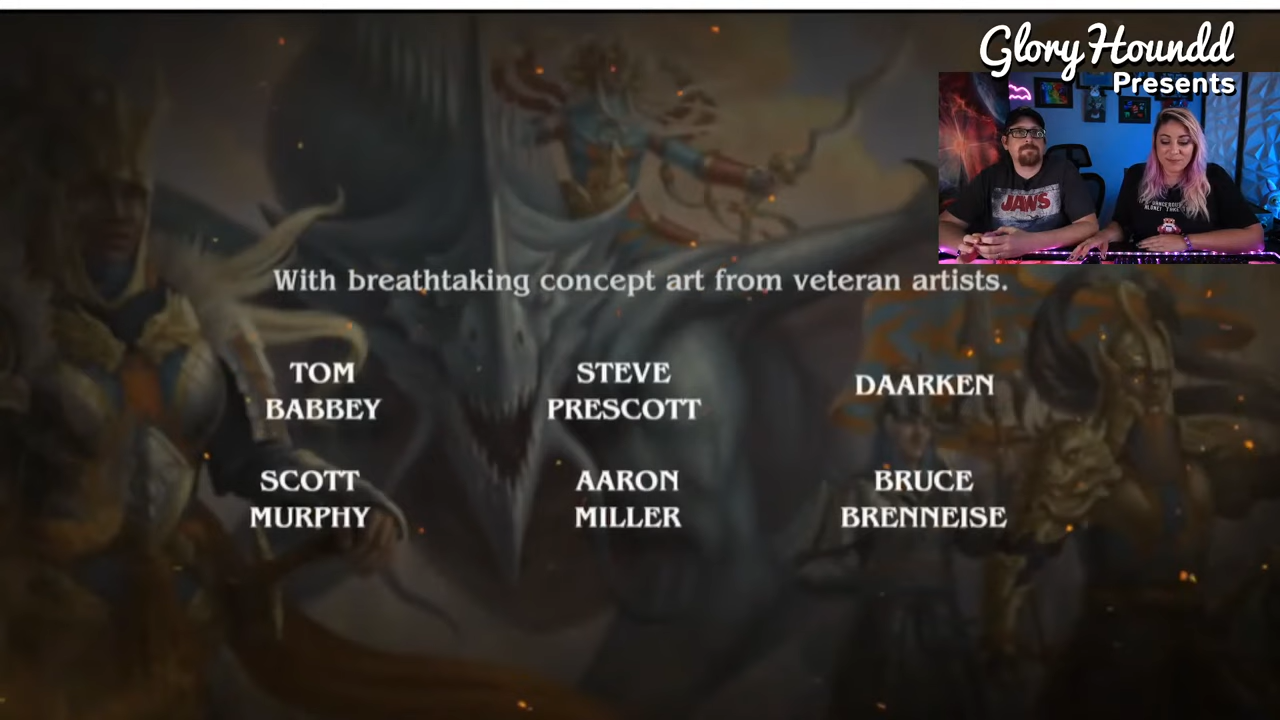 Glory Houndd
Presents
JAWS
With breathtaking concept art from veteran artists.
TOM
BABBEY
STEVE
PRESCOTT
DAARKEN
SCOTT
MURPHY
AARON
MILLER
BRUCE
BRENNEISE